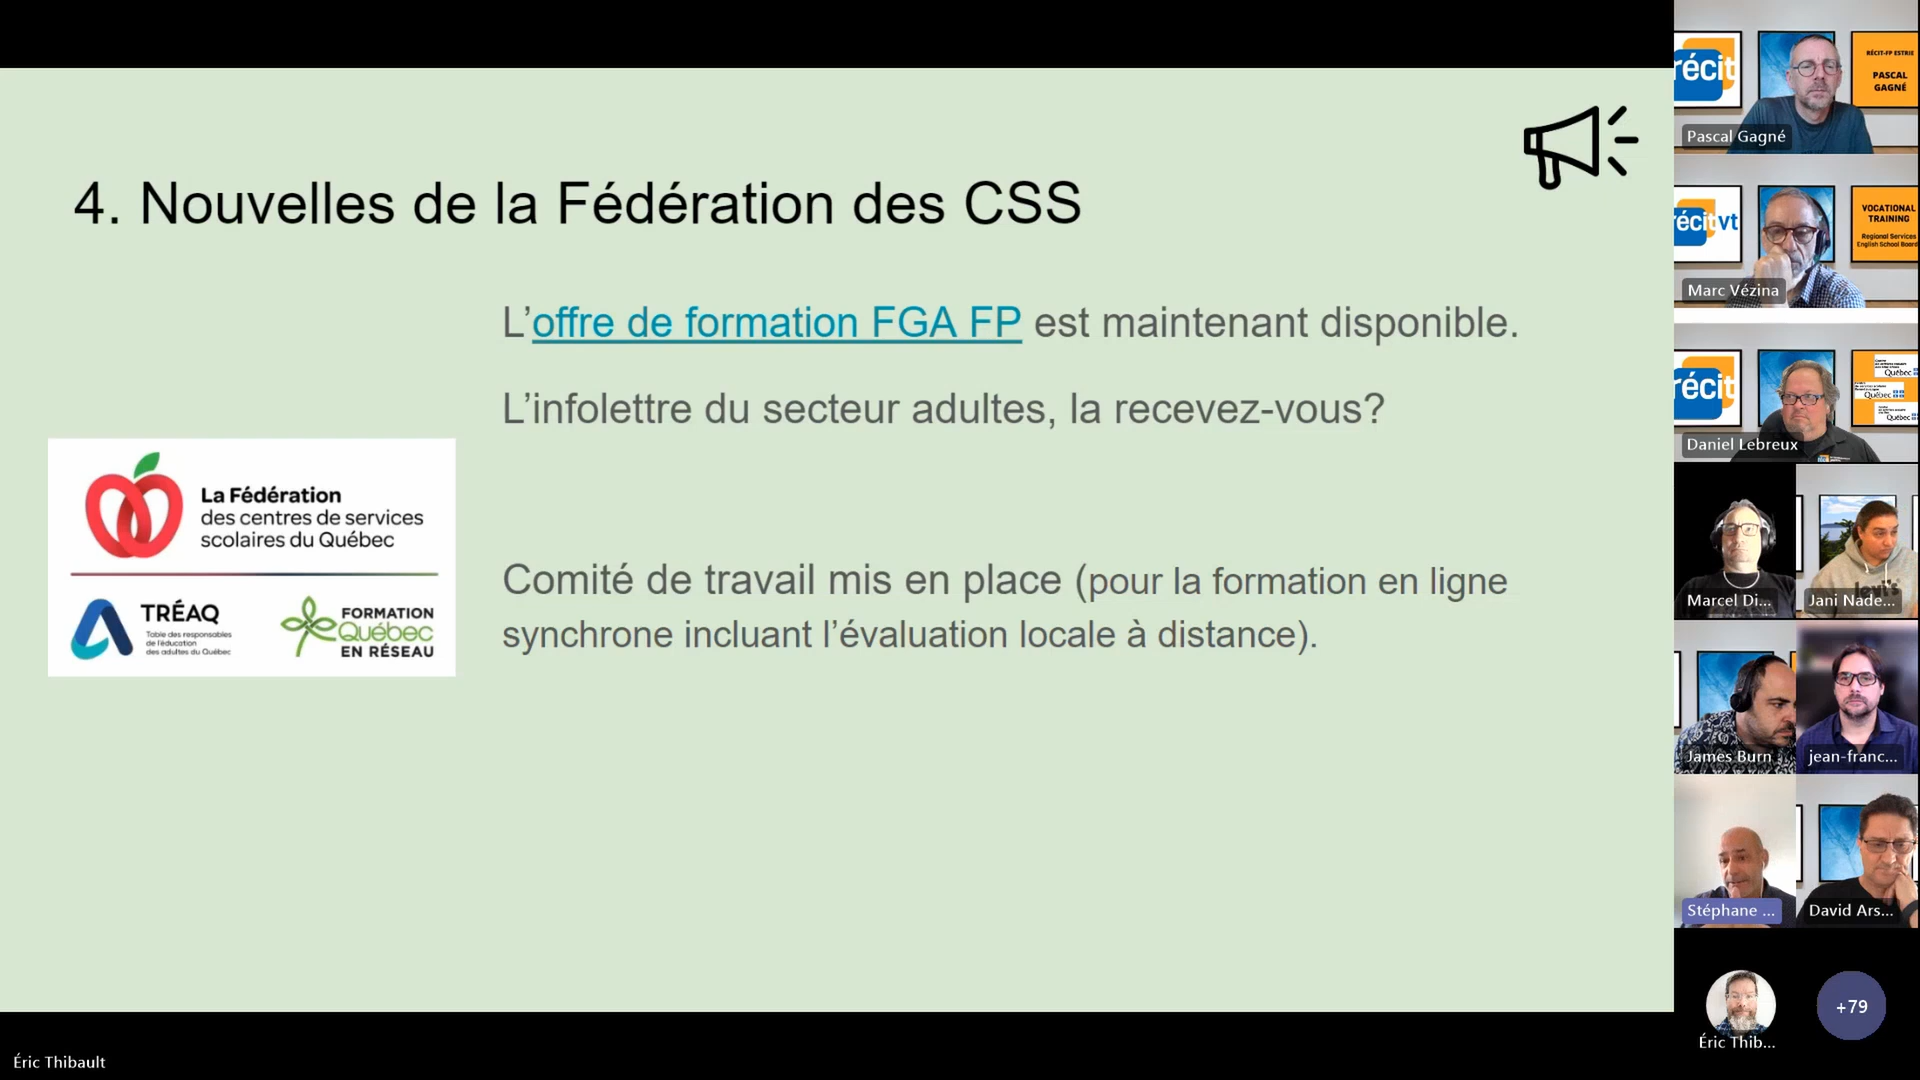 4. Nouvelles de la Fédération des CSS
L’offre de formation FGA FP est maintenant disponible.
L’infolettre du secteur adultes, la recevez-vous?
Comité de travail mis en place (pour la formation en ligne
synchrone incluant l’évaluation locale à distance).
La Fédération
des centres de services
scolaires du Québec
TRÉAQ
Table des responsables
de l'éducation
des adultes du Québec
FORMATION
Québec
EN RÉSEAU
récit
RÉCIT-FP ESTRIE
PASCAL
GAGNÉ
Pascal Gagné
récitvt
VOCATIONAL
TRAINING
Regional Services
English School Board
Marc Vézina
récit
Québec
Québec
Québec
Daniel Lebreux
Marcel Di...
Levi's
Jani Nade...
James Burn
jean-franc...
Stéphane ...
David Ars...
Éric Thib...
+79
Éric Thibault